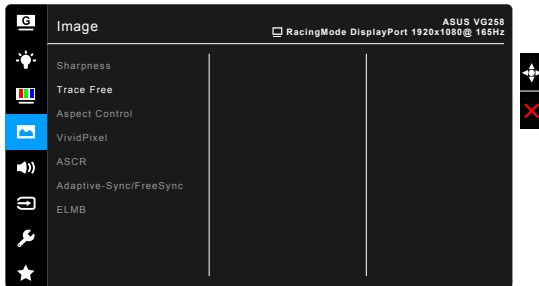 G
Image
ASUS VG258
RacingMode DisplayPort 1920x1080@ 165Hz
Sharpness
Trace Free
Aspect Control
VividPixel
ASCR
Adaptive-Sync/FreeSync
ELMB